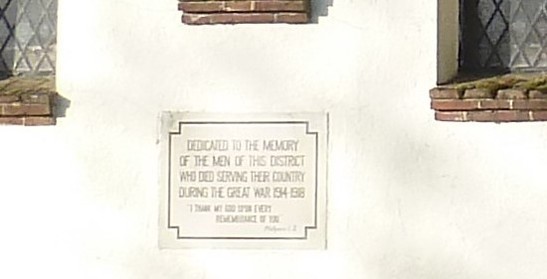 DEDICATED TO THE MEMORY
OF THE MEN OF THIS DISTRICT
WHO DIED SERVING THEIR COUNTRY
DURING THE GREAT WAR 1914-1918
"I THANK MY GOD UPON EVERY
REMEMBRANCE OF YOU"